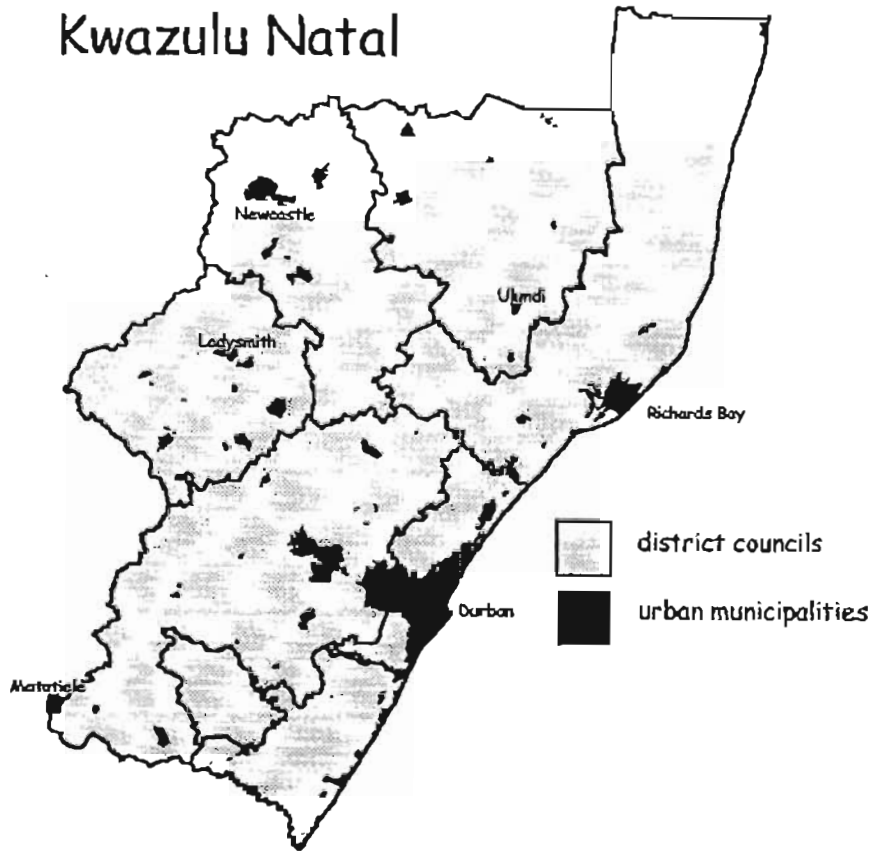 Kwazulu Natal
Newcastle
Ulundi
Ladysmith
Richards Bay
district councils
urban municipalities
Durban
Matatiele